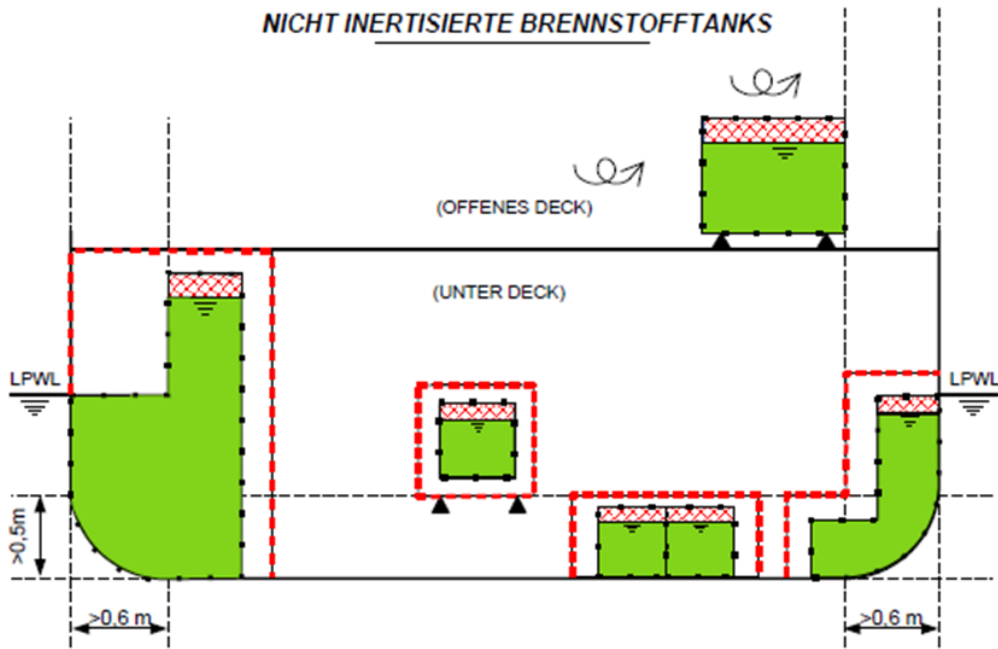 NICHT INERTISIERTE BRENNSTOFFTANKS
(OFFENES DECK)
(UNTER DECK)
LPWL
LPWL
>0,5m
>0,6 m
>0,6 m